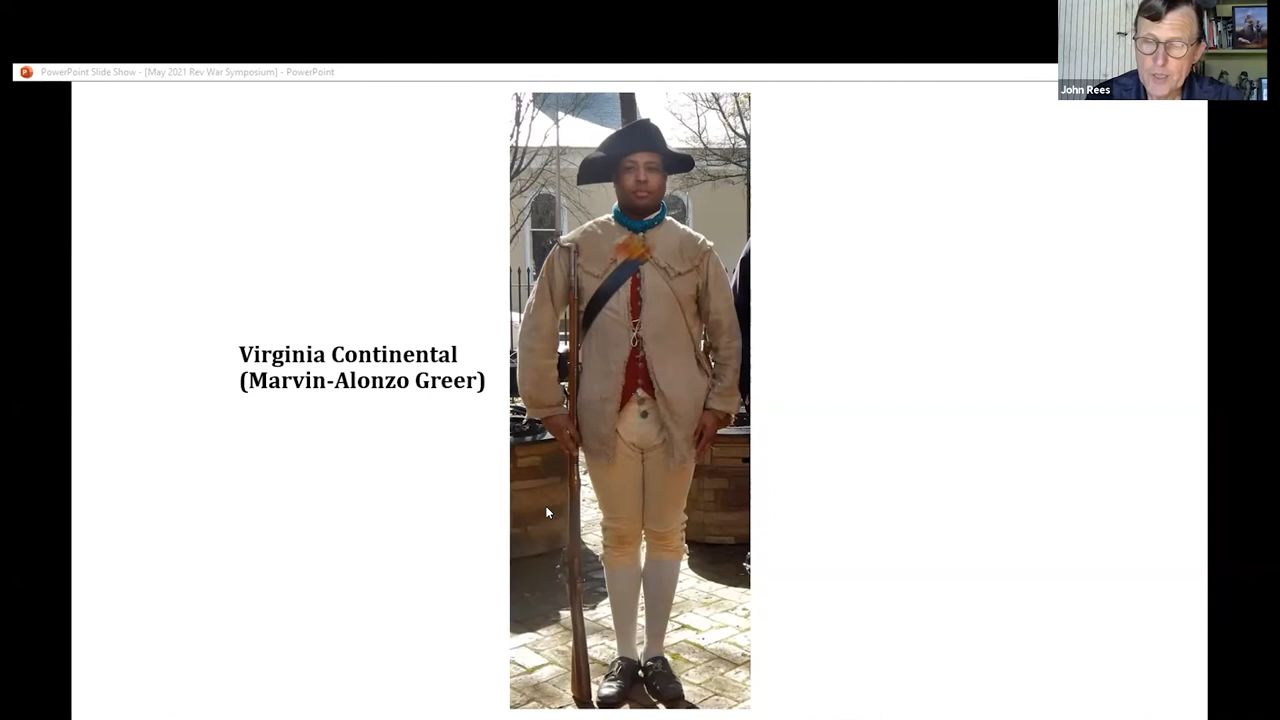 PowerPoint Slide Show - [May 2021 Rev War Symposium] - PowerPoint
John Rees
Virginia Continental
(Marvin-Alonzo Greer)